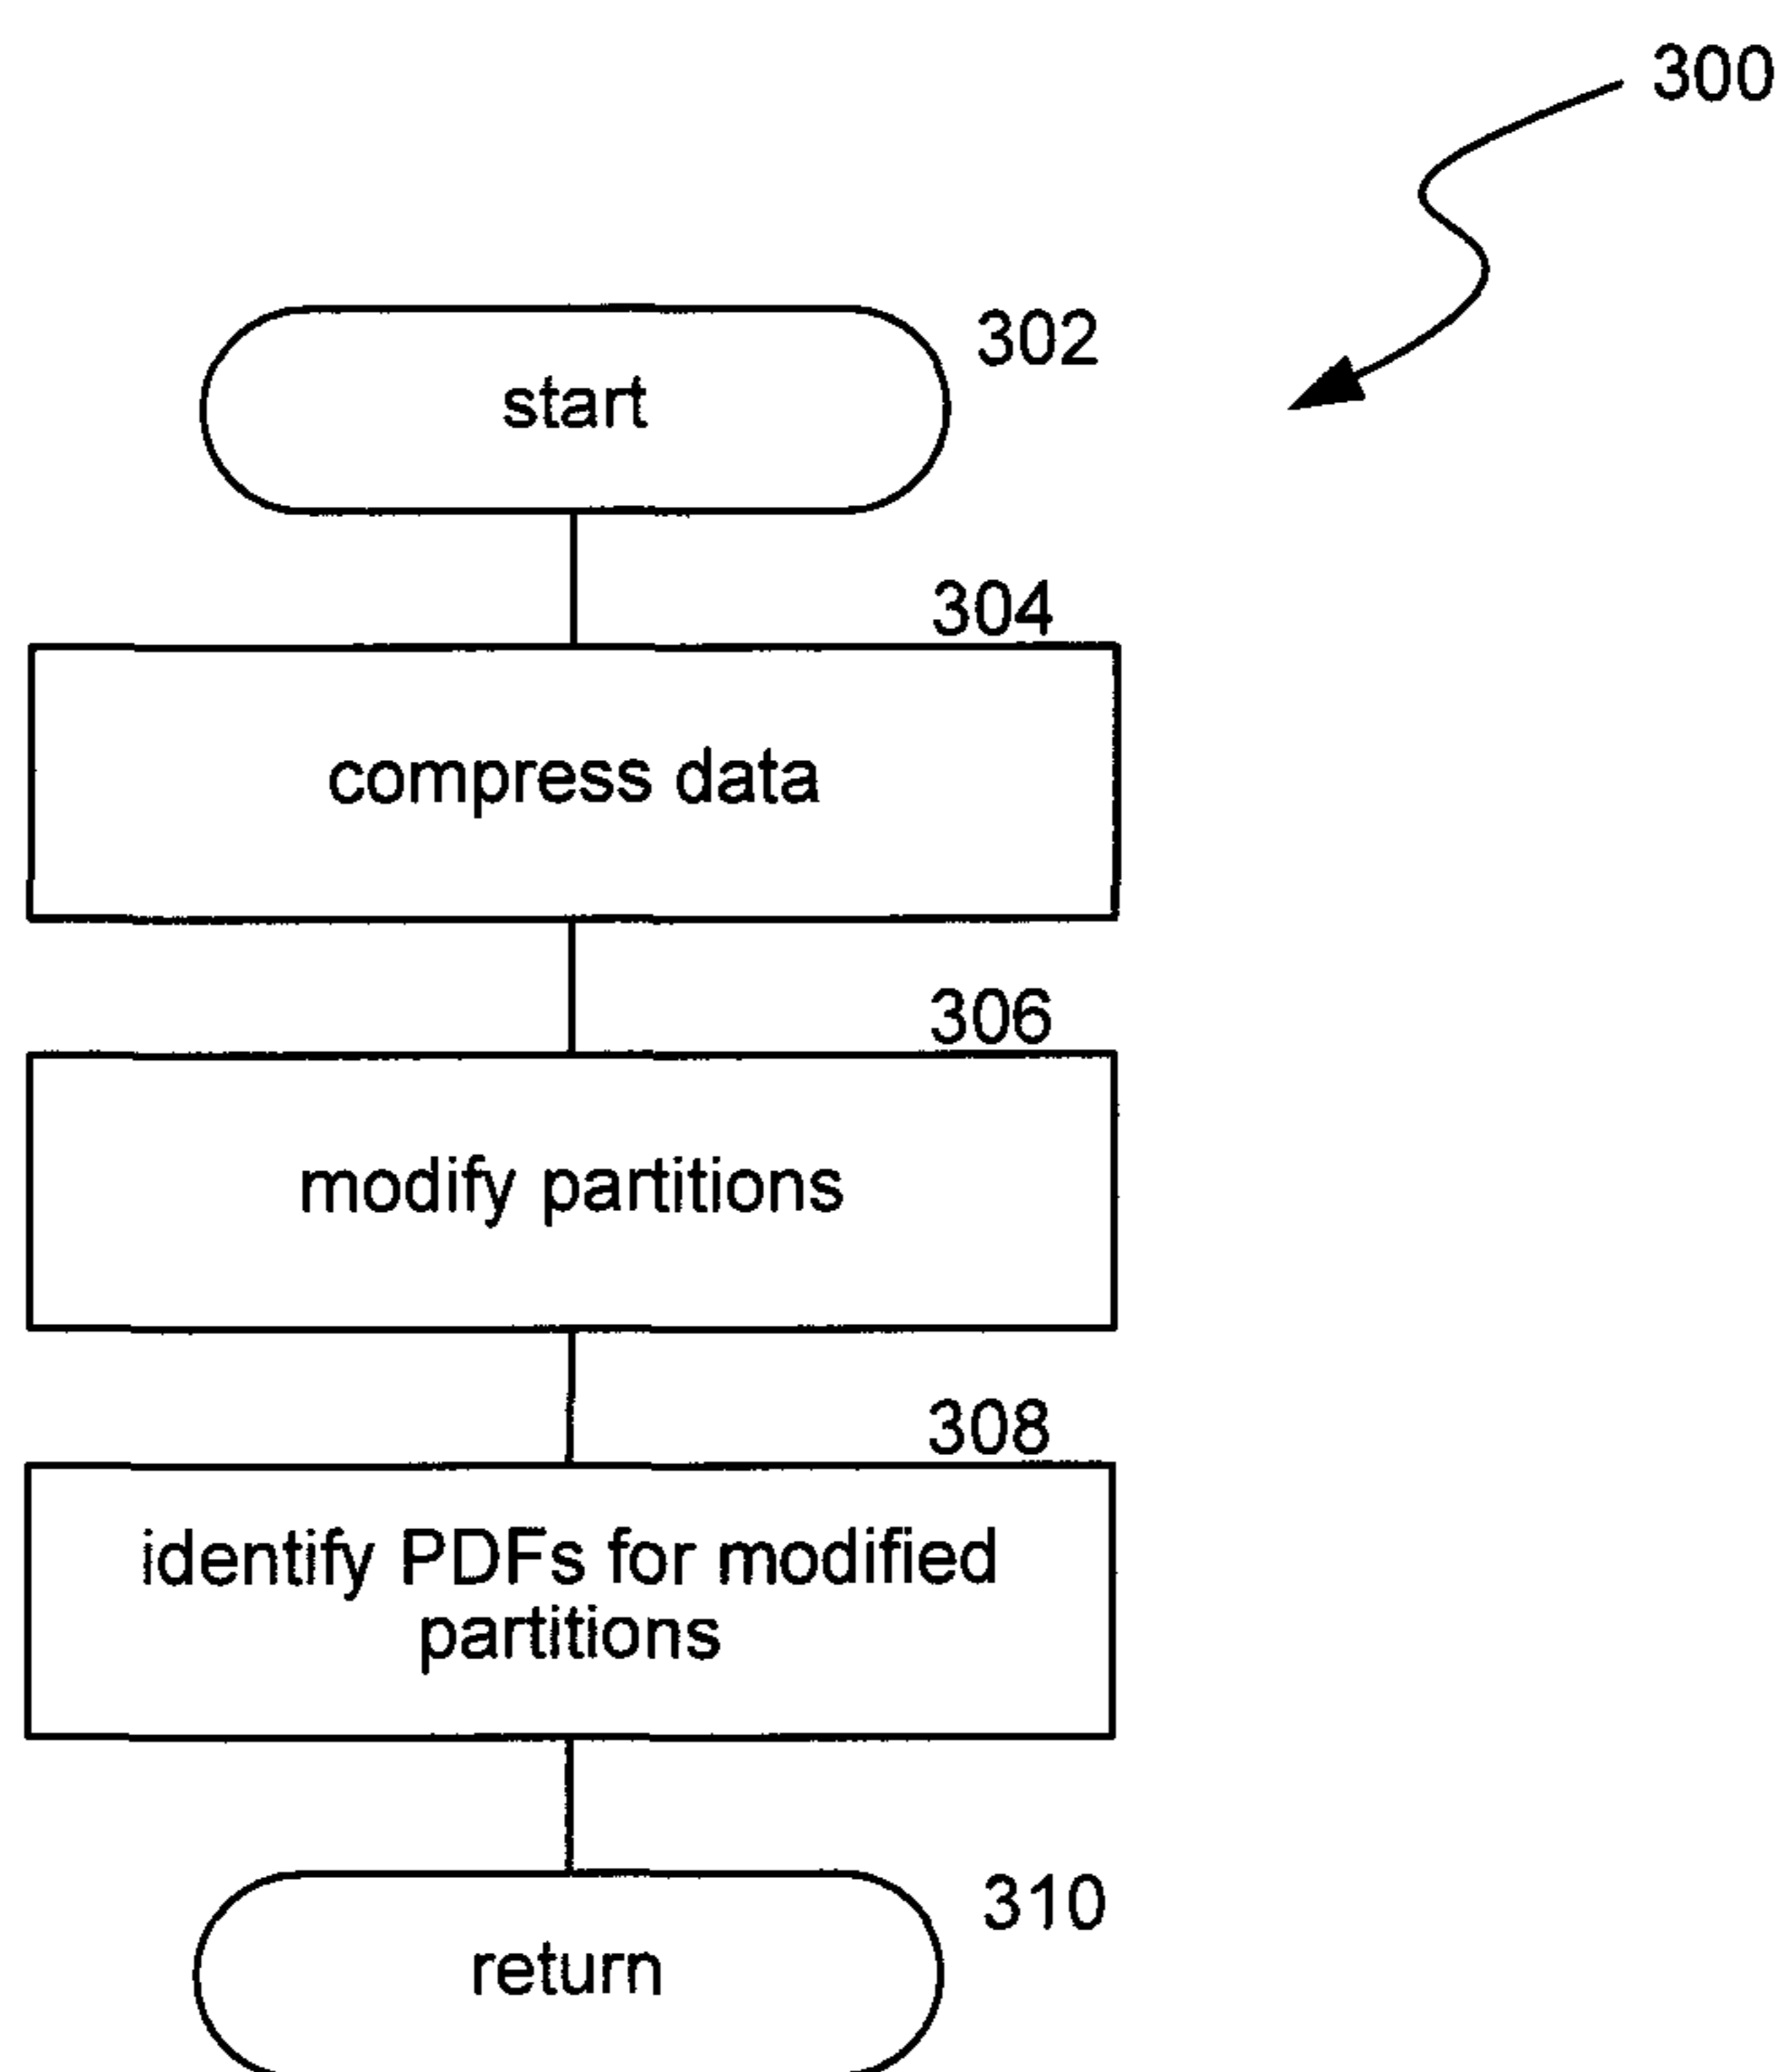 300
302
start
304
compress data
306
modify partitions
308
identify PDFs for modified
partitions
310
return